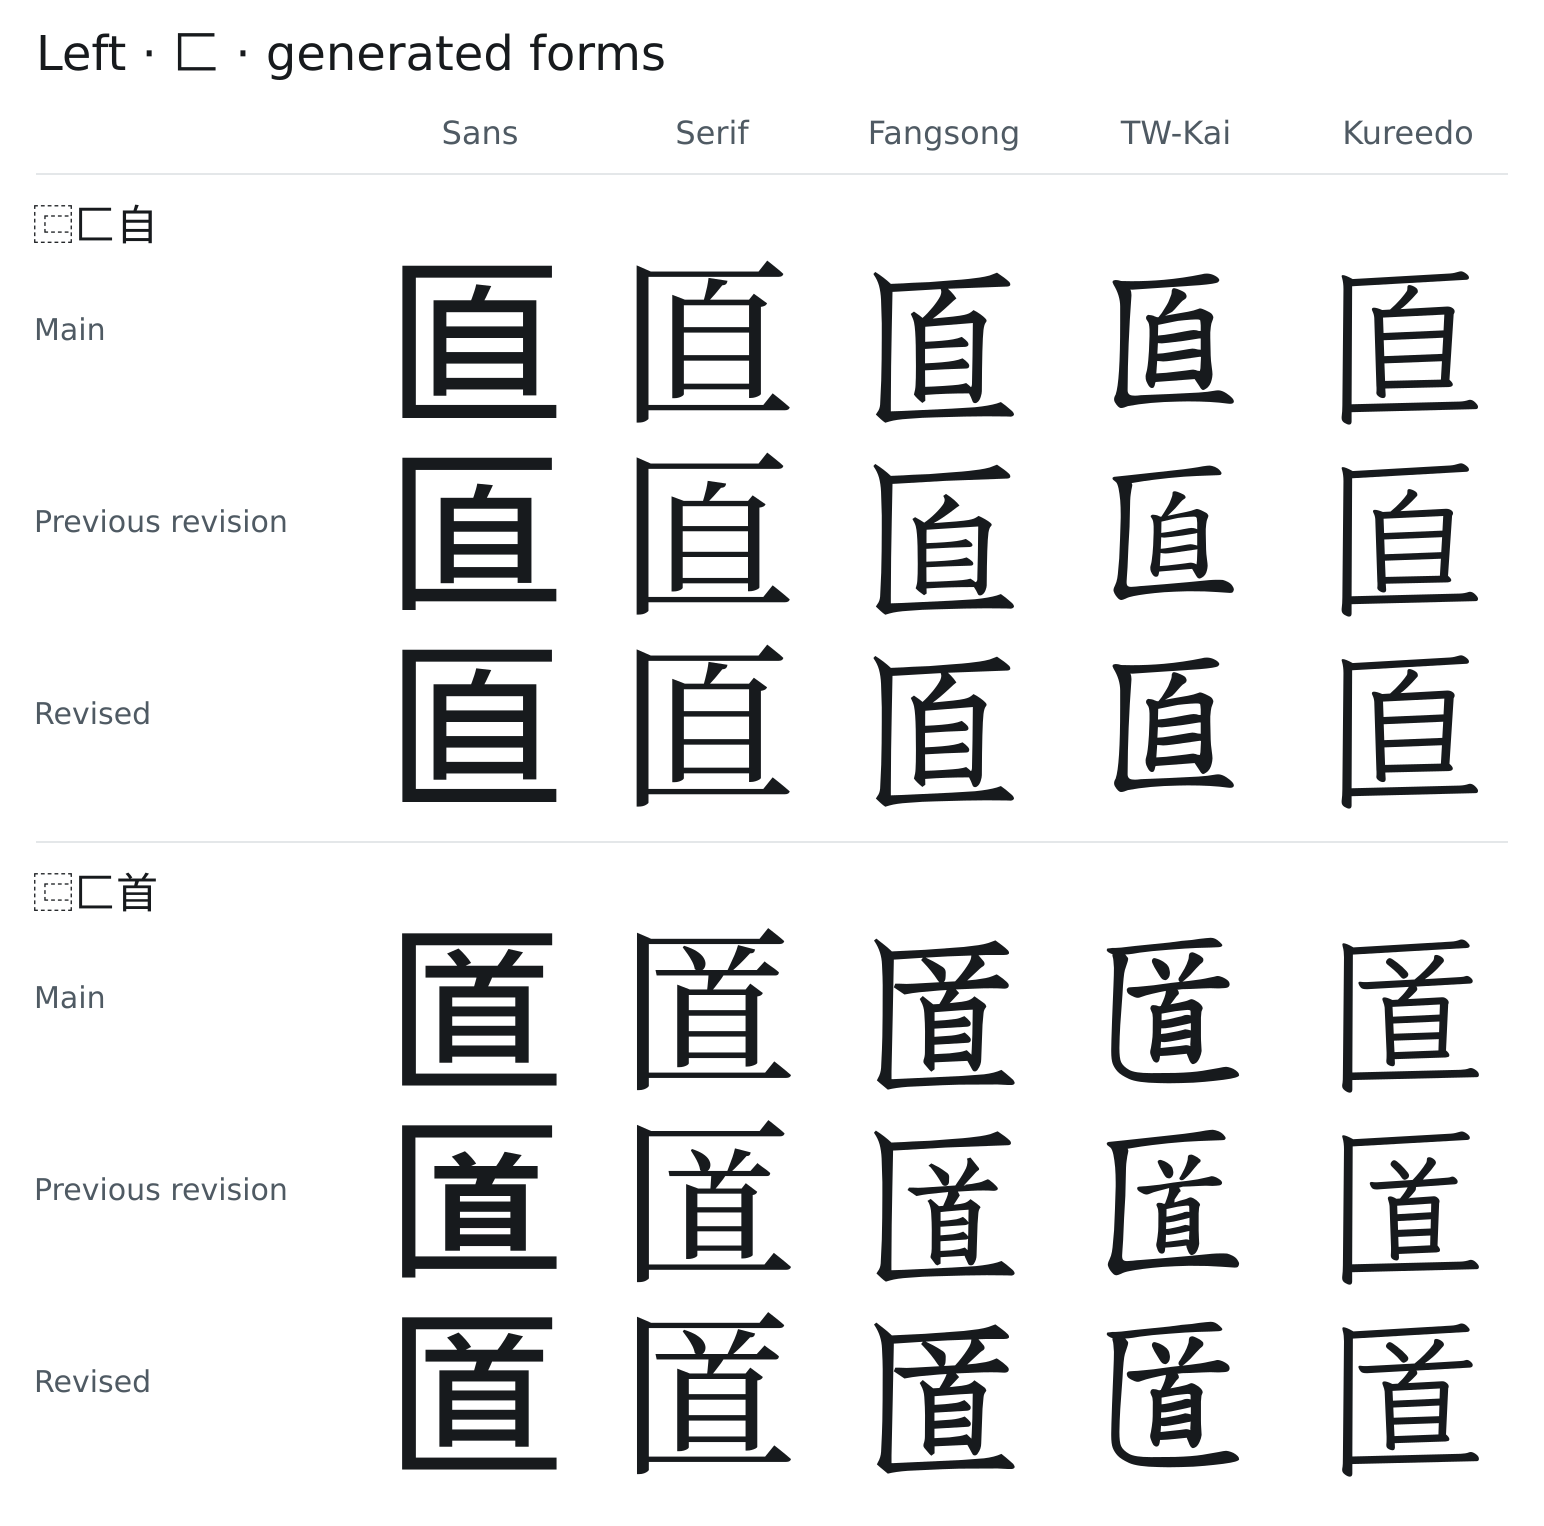 Left · 匚 · generated forms
Sans Serif Fangsong TW-Kai Kureedo
⿷匚自
Main
Previous revision
Revised
⿷匚首
Main
Previous revision
Revised